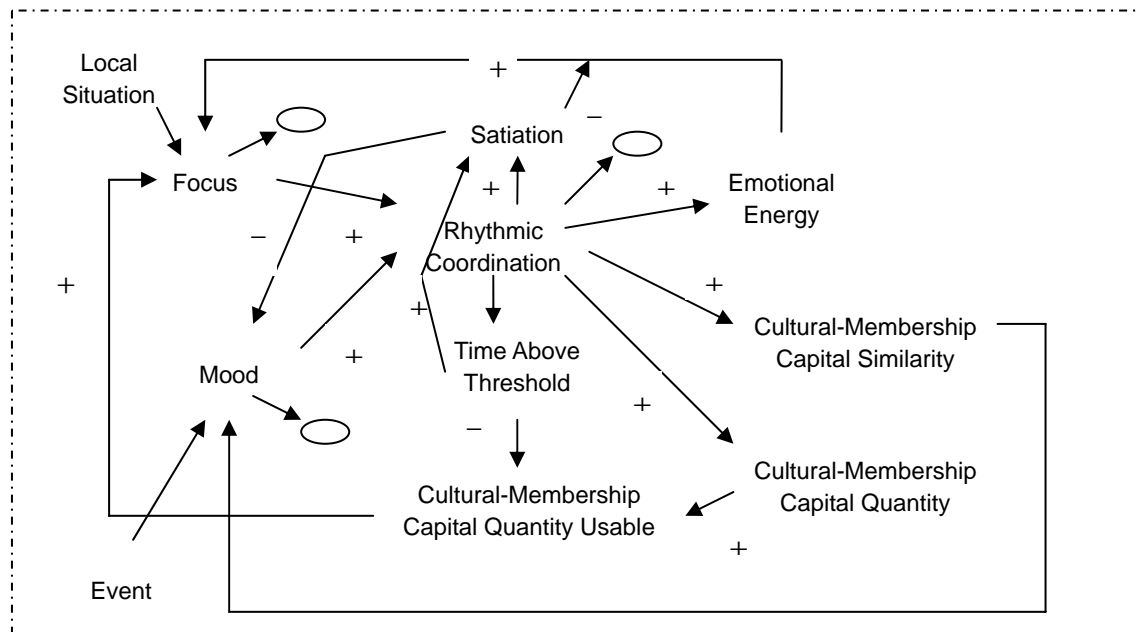 Local
Situation
+
Satiation
−
Focus
+
+
Emotional
Energy
−
+
Rhythmic
Coordination
+
+
+
Cultural-Membership
Capital Similarity
Time Above
Threshold
+
Mood
+
−
Cultural-Membership
Capital Quantity
Cultural-Membership
Capital Quantity Usable
+
Event